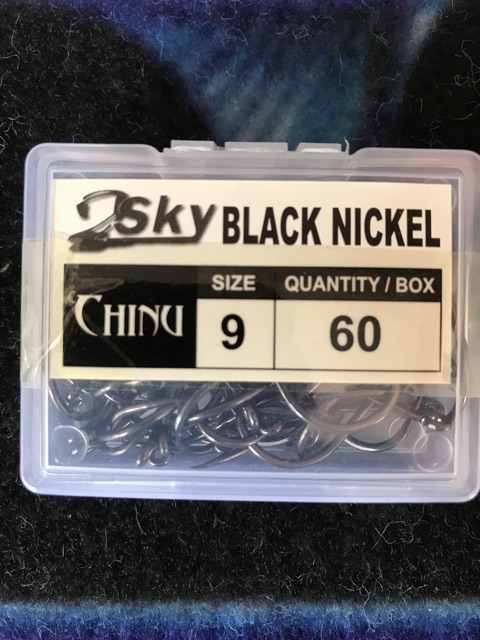 2Sky BLACK NICKEL
CHINU
SIZE
QUANTITY / BOX
9
60